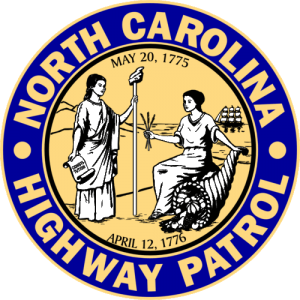 NORTH CAROLINA
MAY 20, 1775
APRIL 12, 1776
HIGHWAY PATROL